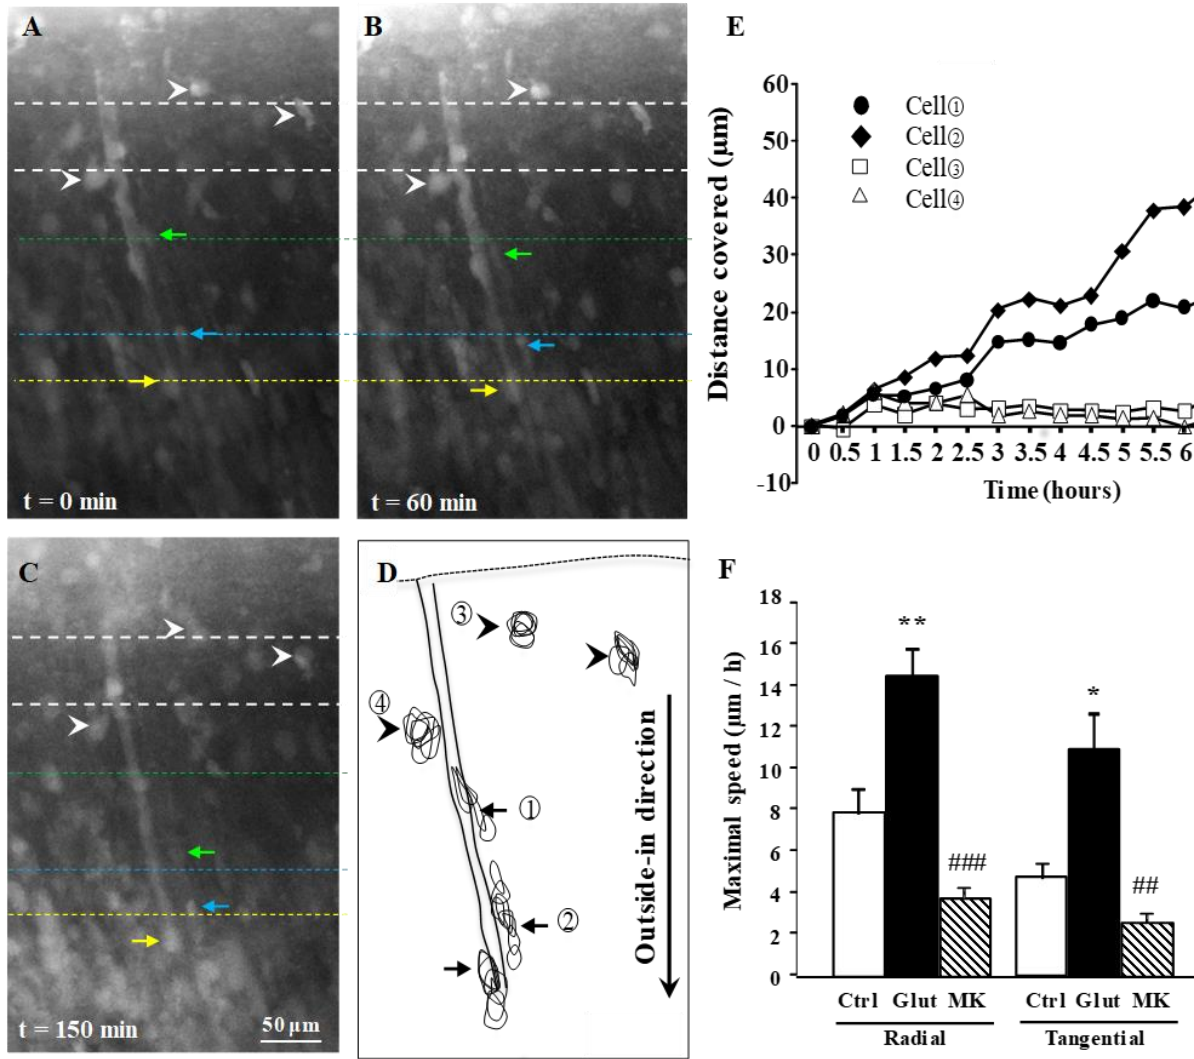 A
B
t = 0 min
t = 60 min
C
t = 150 min
50 µm
D
③
④
①
②
Outside-in direction
E
Distance covered (µm)
60
50
40
30
20
10
0
-10
Cell①
Cell②
Cell③
Cell④
0 0.5 1 1.5 2 2.5 3 3.5 4 4.5 5 5.5 6
Time (hours)
F
Maximal speed (µm / h)
18
16
14
12
10
8
6
4
2
0
**
###
*
##
Ctrl Glut MK Ctrl Glut MK
Radial Tangential